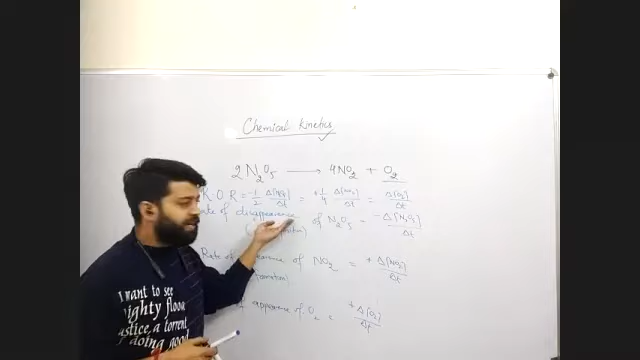 Chemical Kinetics
2N₂O₅ ⟶ 4NO₂ + O₂
R.O.R = -1/2 Δ[N₂O₅]/Δt = +1/4 Δ[NO₂]/Δt = Δ[O₂]/Δt
Rate of disappearance of N₂O₅ = -Δ[N₂O₅]/Δt
Rate of of NO₂ = +Δ[NO₂]/Δt
appearance of O₂ = +Δ[O₂]/Δt
I want to see
mighty flood
justice, a torrent
doing good